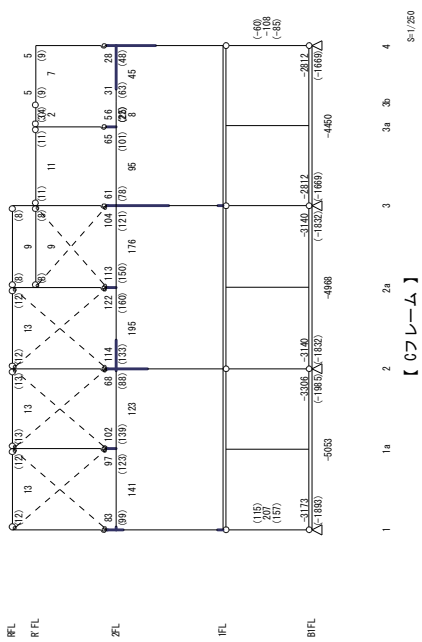 RFL
(12) (12) (13) (12) (13) (12) (8) (8)
13 13 13 9
R'FL
(8) (8) (11) (11) (9) (9)
9 11 2 7 5 5
2FL
83 97 102 68 114 122 113 104 61 65 56 31 28
(99) (123) (139) (88) (133) (160) (150) (121) (78) (101) (63) (48)
141 123 195 176 95 8 45
1FL
(115) (-60)
207 -108
(157) (-85)
B1FL
-3173 -3306 -3140 -3140 -2812 -2812
(-1893) (-1985) (-1832) (-1832) (-1669) (-1669)
-5053 -4968 -4450
1 1a 2 2a 3 3a 3b 4
【 Gフレーム 】
S=1/250